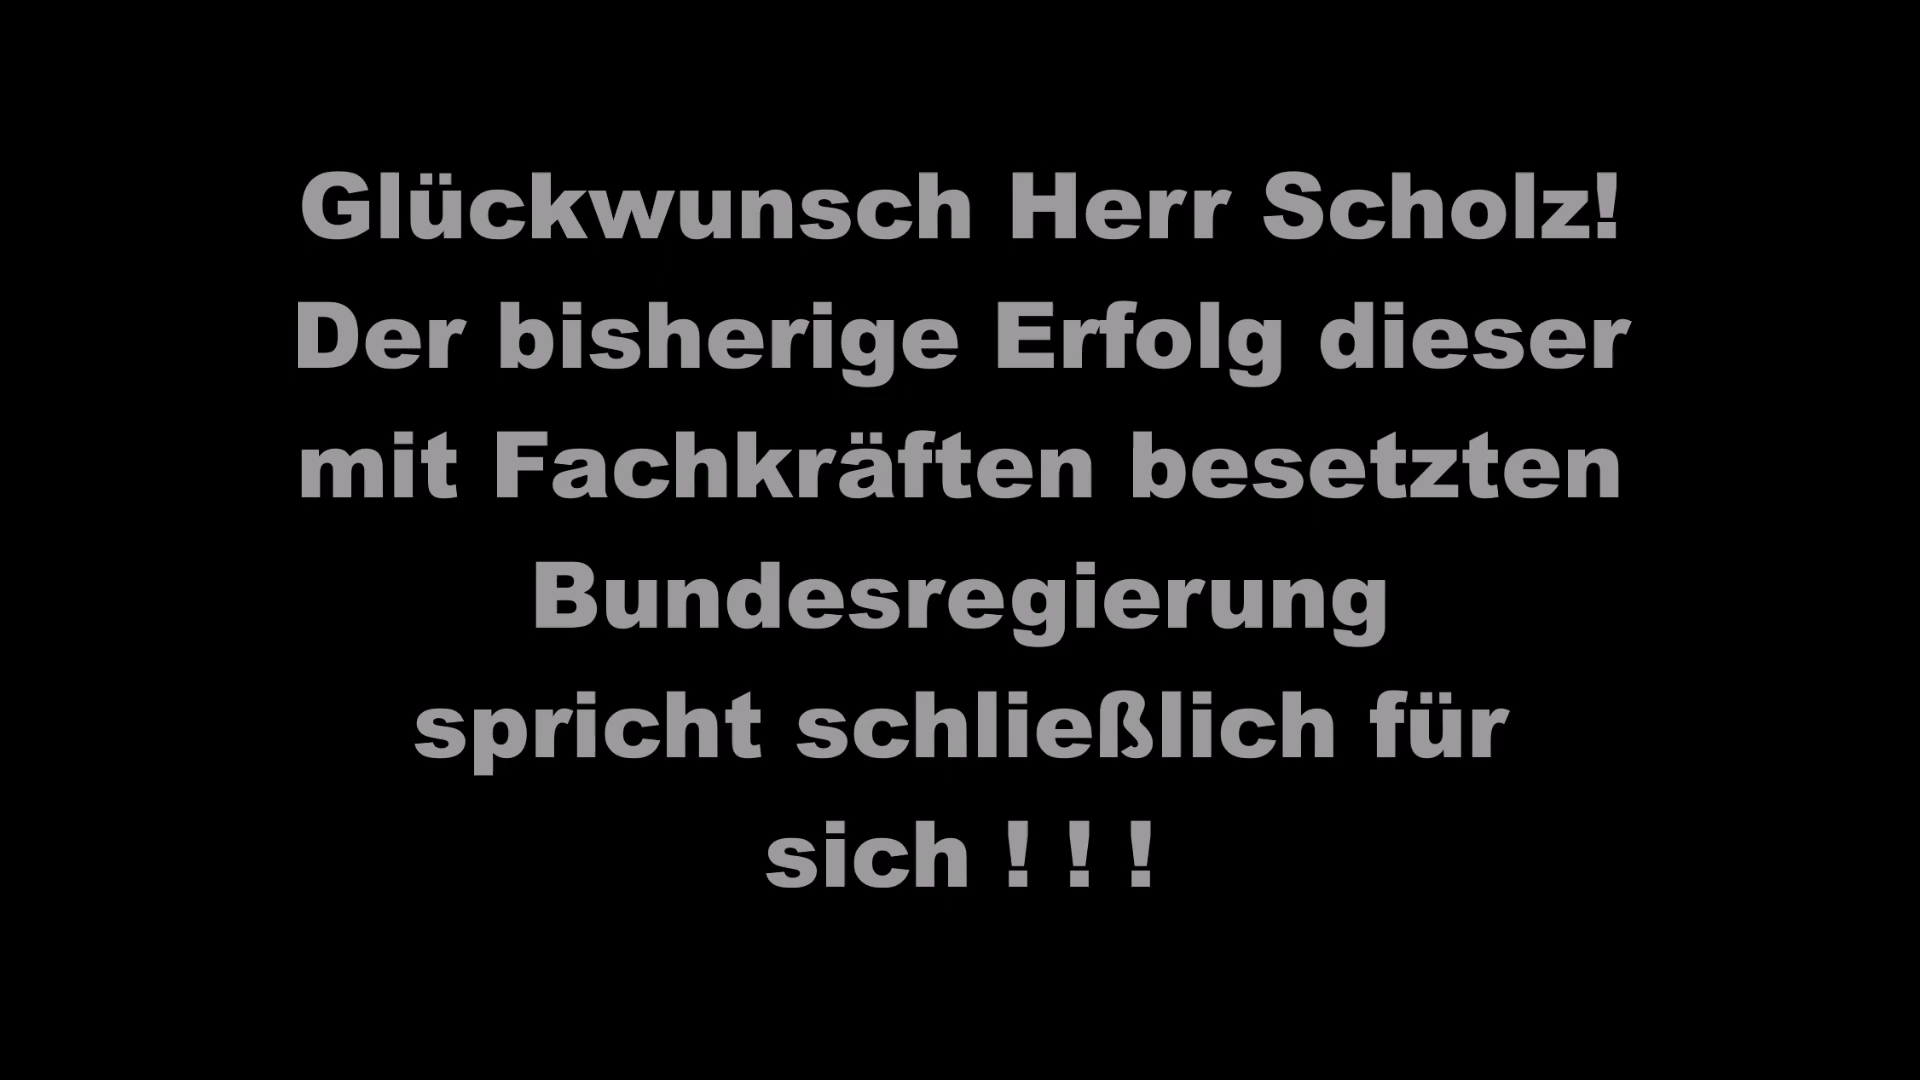 Glückwunsch Herr Scholz!
Der bisherige Erfolg dieser
mit Fachkräften besetzten
Bundesregierung
spricht schließlich für
sich ! ! !